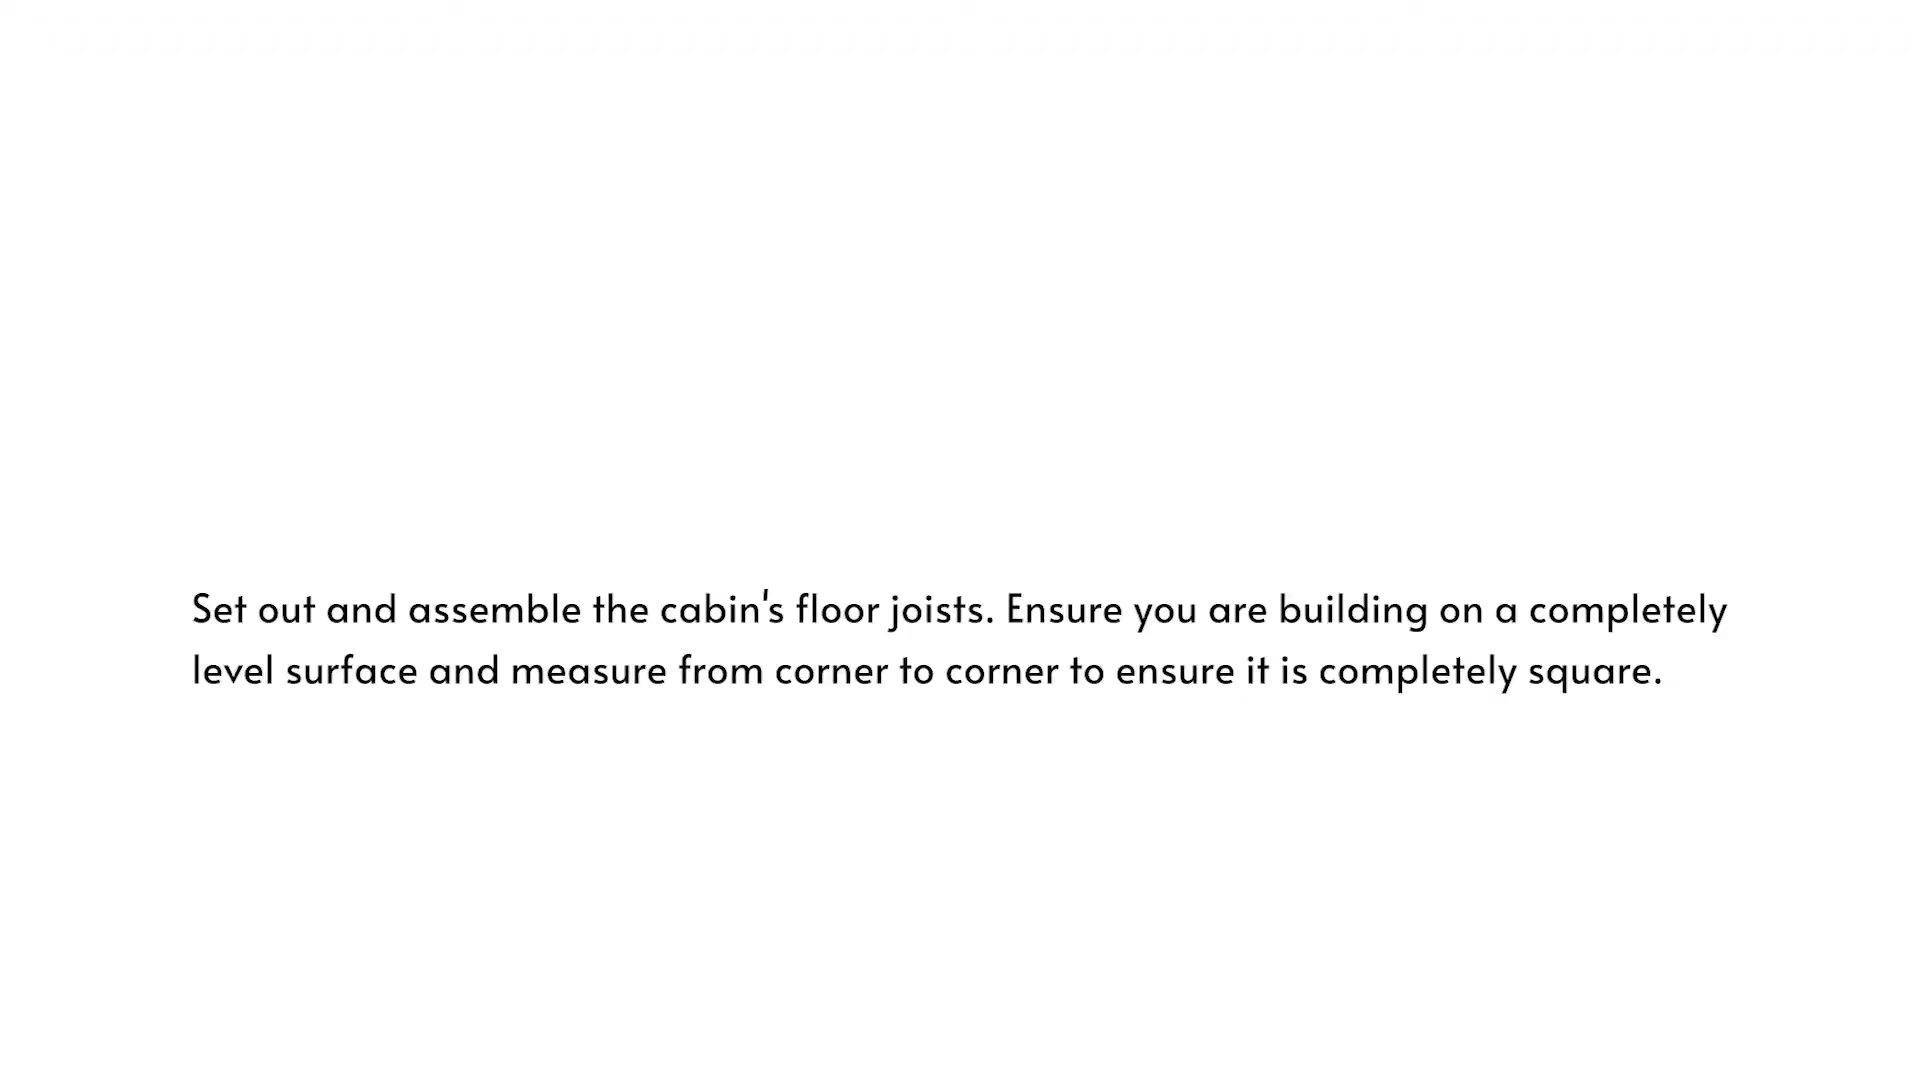 Set out and assemble the cabin's floor joists. Ensure you are building on a completely
level surface and measure from corner to corner to ensure it is completely square.